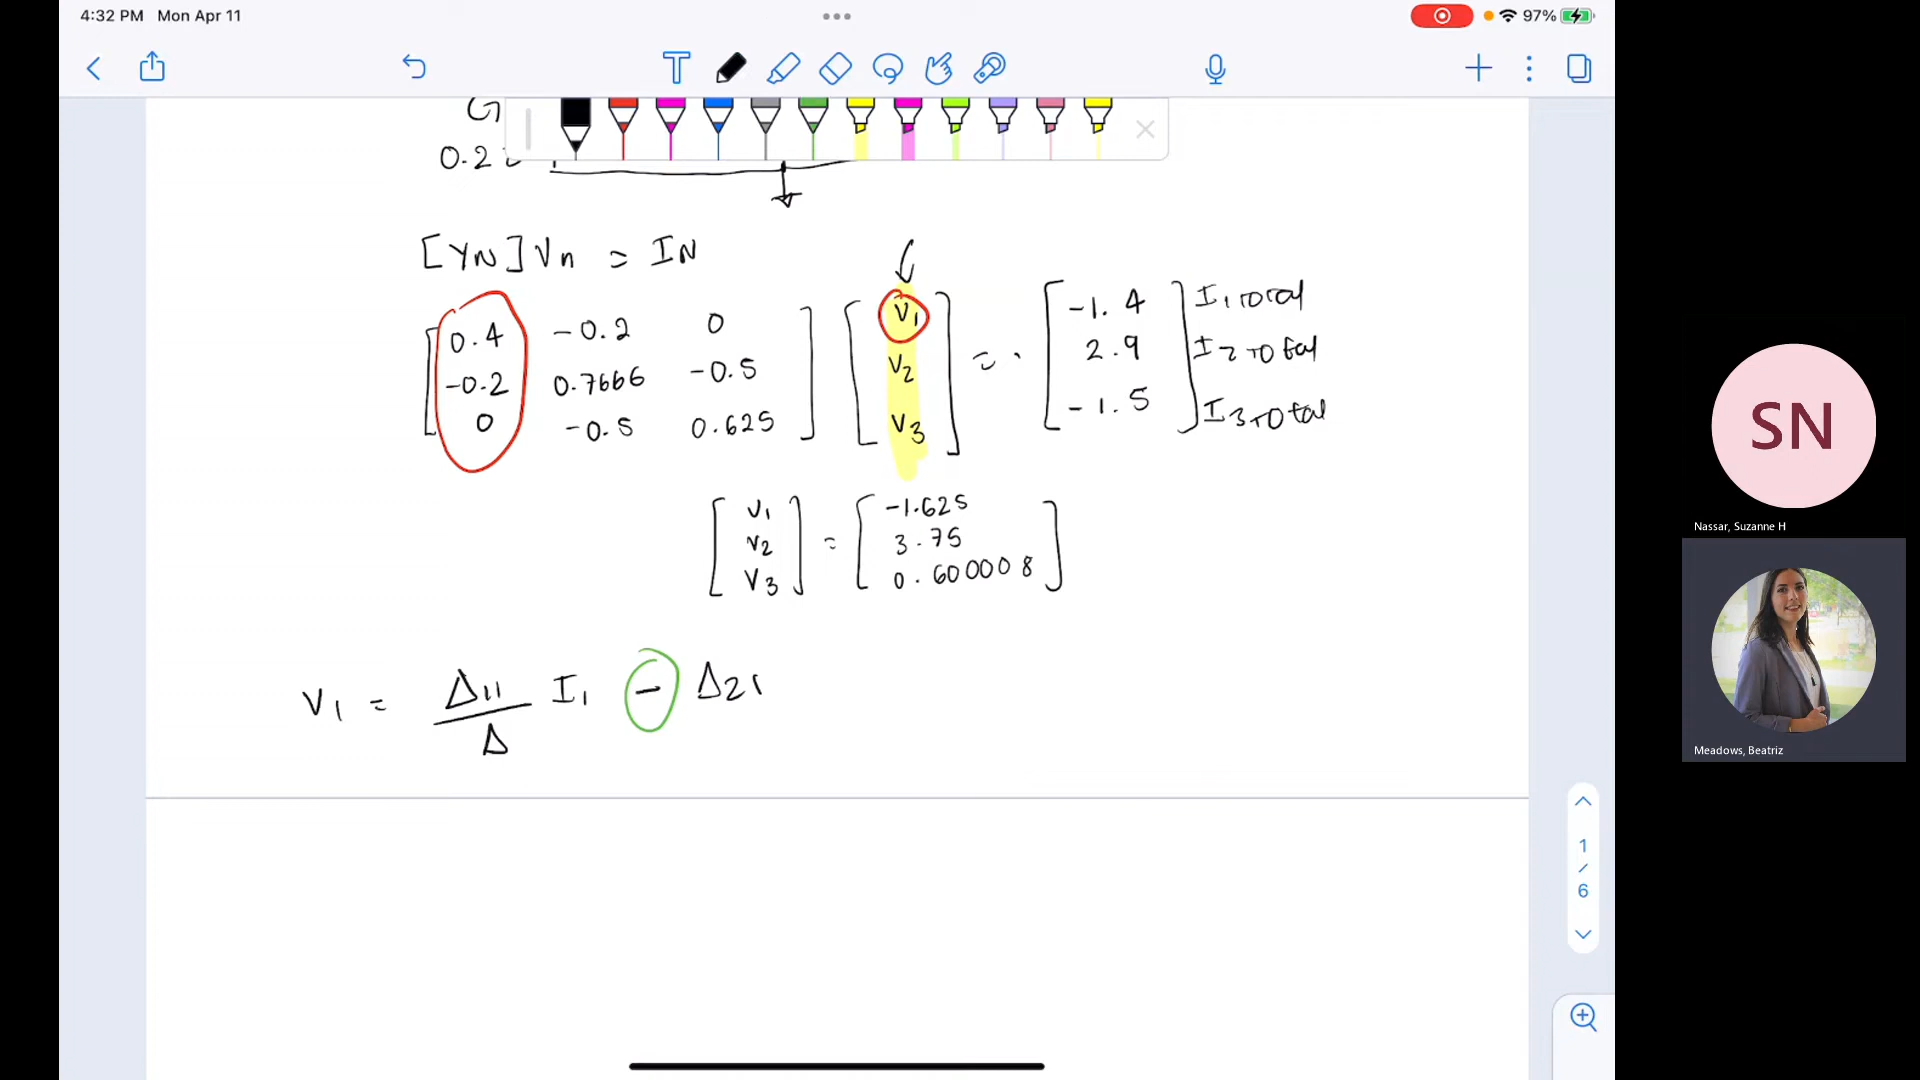 4:32 PM Mon Apr 11
97%
G
0.2
[YN]Vn = IN
[0.4 -0.2 0] [V1] = [-1.4] I1 total
[-0.2 0.7666 -0.5] [V2] [2.9] I2 total
[0 -0.5 0.625] [V3] [-1.5] I3 total
[V1] = [-1.625]
[V2] [3.75]
[V3] [0.600008]
V1 = Δ11/Δ I1 - Δ21
1
/
6
SN
Nassar, Suzanne H
Meadows, Beatriz